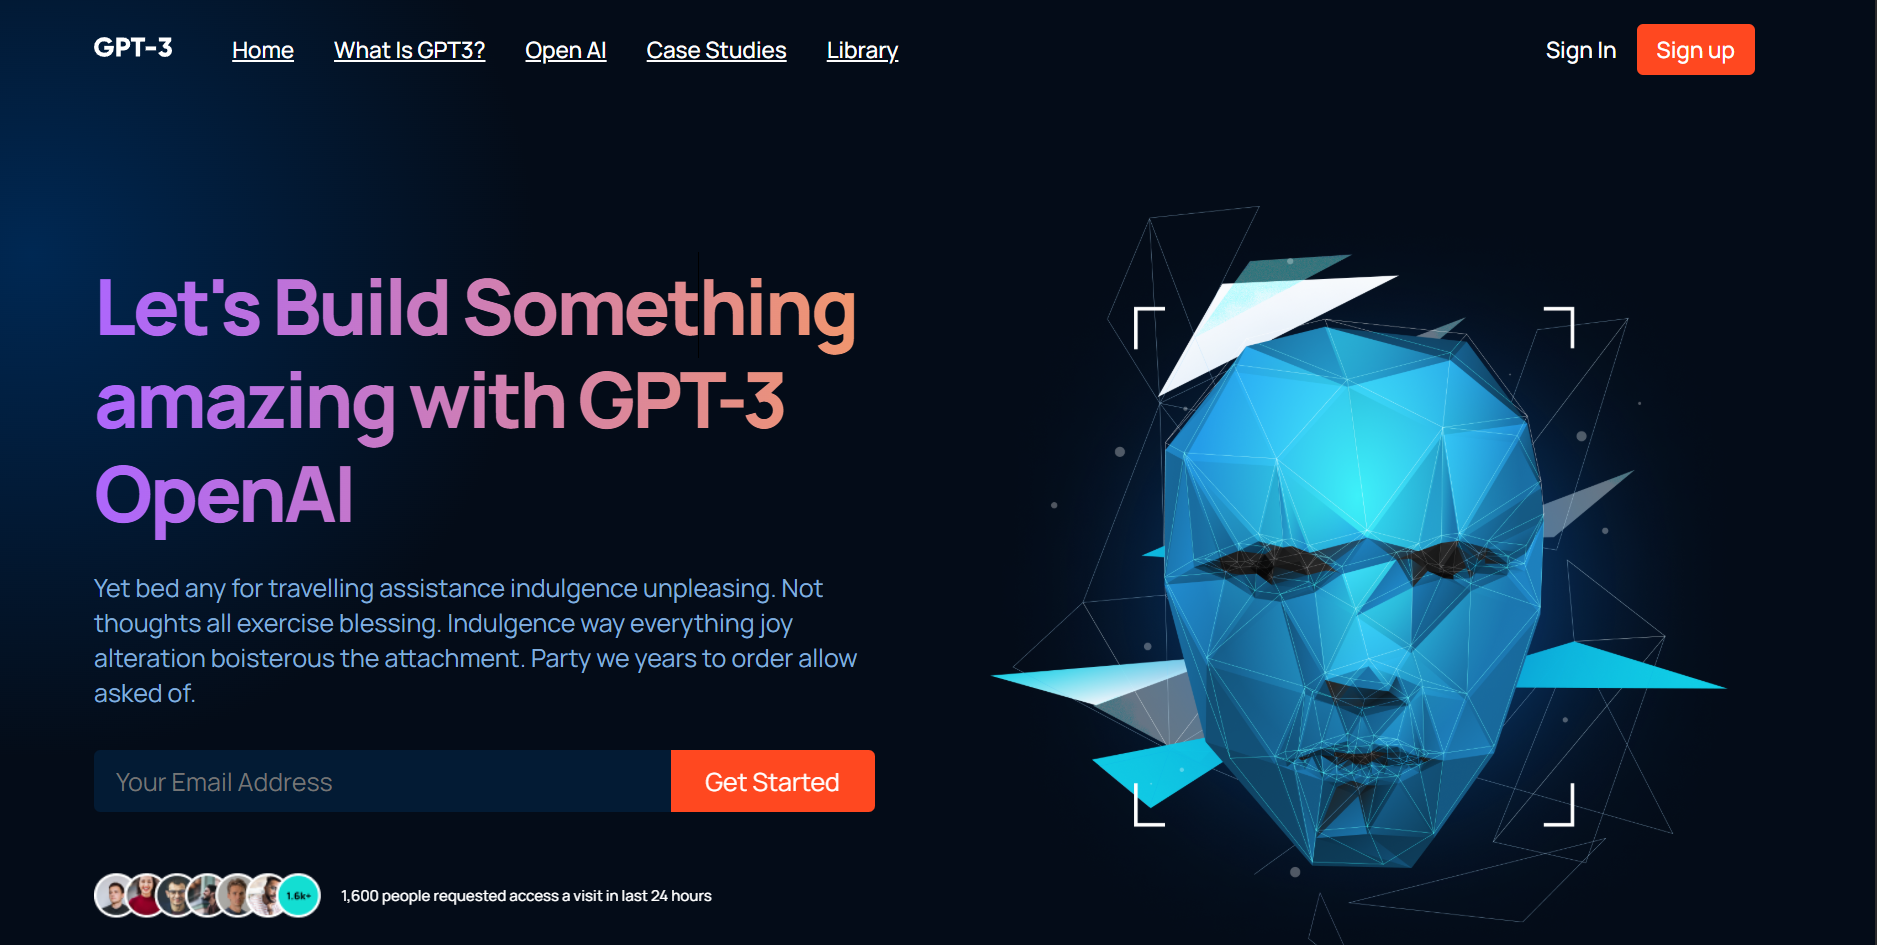 GPT-3 Home What Is GPT3? Open AI Case Studies Library Sign In Sign up
Let's Build Something
amazing with GPT-3
OpenAI
Yet bed any for travelling assistance indulgence unpleasing. Not
thoughts all exercise blessing. Indulgence way everything joy
alteration boisterous the attachment. Party we years to order allow
asked of.
Your Email Address Get Started
1.6k+ 1,600 people requested access a visit in last 24 hours